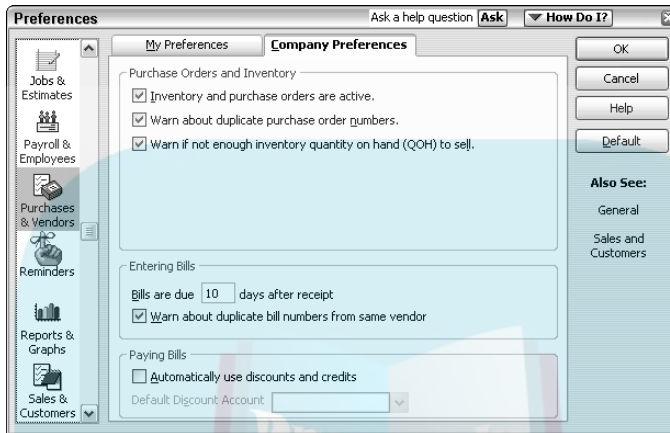 Preferences
Ask a help question Ask How Do I?
My Preferences Company Preferences
Jobs &
Estimates
Payroll &
Employees
Purchases
& Vendors
Reminders
Reports &
Graphs
Sales &
Customers
Purchase Orders and Inventory
Inventory and purchase orders are active.
Warn about duplicate purchase order numbers.
Warn if not enough inventory quantity on hand (QOH) to sell.
Entering Bills
Bills are due 10 days after receipt
Warn about duplicate bill numbers from same vendor
Paying Bills
Automatically use discounts and credits
Default Discount Account
OK
Cancel
Help
Default
Also See:
General
Sales and
Customers